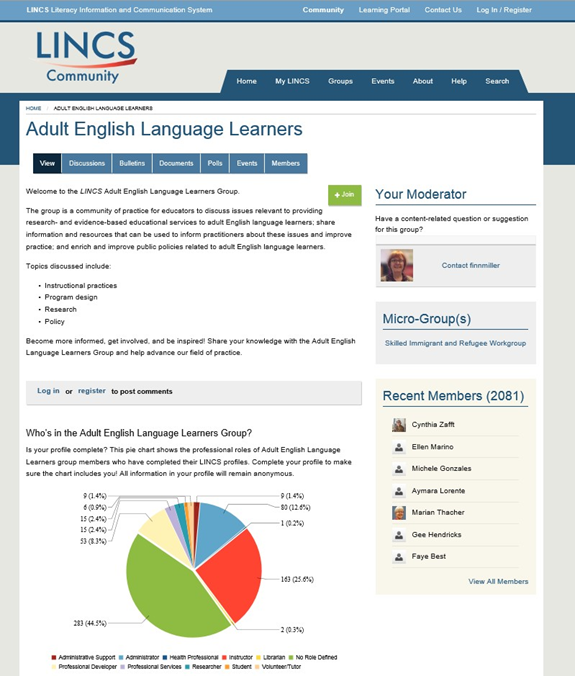 LINCS Literacy Information and Communication System
Community Learning Portal Contact Us Log In / Register
LINCS
Community
Home My LINCS Groups Events About Help Search
HOME / ADULT ENGLISH LANGUAGE LEARNERS
Adult English Language Learners
View Discussions Bulletins Documents Polls Events Members
Welcome to the LINCS Adult English Language Learners Group.
+ Join
The group is a community of practice for educators to discuss issues relevant to providing
research- and evidence-based educational services to adult English language learners; share
information and resources that can be used to inform practitioners about these issues and improve
practice; and enrich and improve public policies related to adult English language learners.
Topics discussed include:
• Instructional practices
• Program design
• Research
• Policy
Become more informed, get involved, and be inspired! Share your knowledge with the Adult English
Language Learners Group and help advance our field of practice.
Log in or register to post comments
Who's in the Adult English Language Learners Group?
Is your profile complete? This pie chart shows the professional roles of Adult English Language
Learners group members who have completed their LINCS profiles. Complete your profile to make
sure the chart includes you! All information in your profile will remain anonymous.
9 (1.4%)
6 (0.9%)
15 (2.4%)
15 (2.4%)
53 (8.3%)
283 (44.5%)
9 (1.4%)
80 (12.6%)
1 (0.2%)
163 (25.6%)
2 (0.3%)
Administrative Support Administrator Health Professional Instructor Librarian No Role Defined
Professional Developer Professional Services Researcher Student Volunteer/Tutor
Your Moderator
Have a content-related question or suggestion
for this group?
Contact finnmiller
Micro-Group(s)
Skilled Immigrant and Refugee Workgroup
Recent Members (2081)
Cynthia Zafft
Ellen Marino
Michele Gonzales
Aymara Lorente
Marian Thacher
Gee Hendricks
Faye Best
View All Members